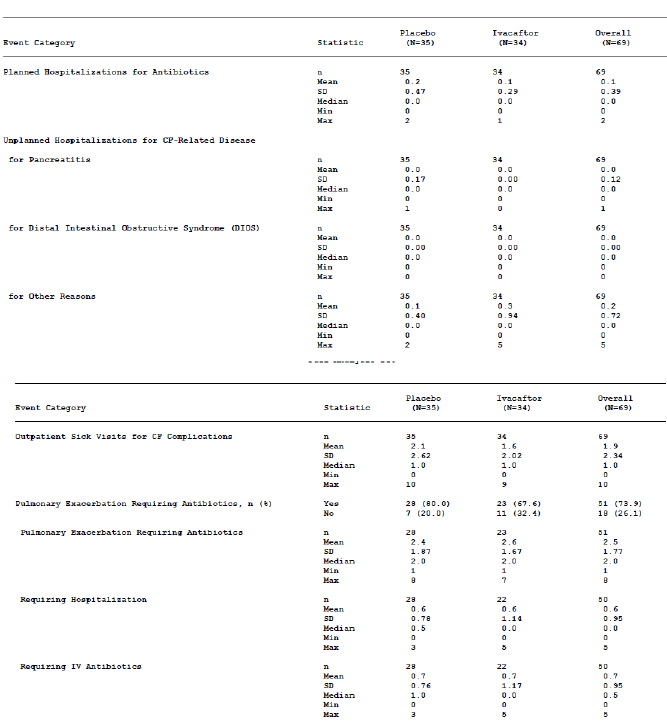 Placebo Ivacaftor Overall
Event Category Statistic (N=35) (N=34) (N=69)
Planned Hospitalizations for Antibiotics n 35 34 69
Mean 0.2 0.1 0.1
SD 0.47 0.29 0.39
Median 0.0 0.0 0.0
Min 0 0 0
Max 2 1 2
Unplanned Hospitalizations for CF-Related Disease
for Pancreatitis n 35 34 69
Mean 0.0 0.0 0.0
SD 0.17 0.00 0.12
Median 0.0 0.0 0.0
Min 0 0 0
Max 1 0 1
for Distal Intestinal Obstructive Syndrome (DIOS) n 35 34 69
Mean 0.0 0.0 0.0
SD 0.00 0.00 0.00
Median 0.0 0.0 0.0
Min 0 0 0
Max 0 0 0
for Other Reasons n 35 34 69
Mean 0.1 0.3 0.2
SD 0.40 0.94 0.72
Median 0.0 0.0 0.0
Min 0 0 0
Max 2 5 5
Placebo Ivacaftor Overall
Event Category Statistic (N=35) (N=34) (N=69)
Outpatient Sick Visits for CF Complications n 35 34 69
Mean 2.1 1.6 1.9
SD 2.62 2.02 2.34
Median 1.0 1.0 1.0
Min 0 0 0
Max 10 9 10
Pulmonary Exacerbation Requiring Antibiotics, n (%) Yes 28 (80.0) 23 (67.6) 51 (73.9)
No 7 (20.0) 11 (32.4) 18 (26.1)
Pulmonary Exacerbation Requiring Antibiotics n 28 23 51
Mean 2.4 2.6 2.5
SD 1.87 1.67 1.77
Median 2.0 2.0 2.0
Min 1 1 1
Max 8 7 8
Requiring Hospitalization n 28 22 50
Mean 0.6 0.6 0.6
SD 0.78 1.14 0.95
Median 0.5 0.0 0.0
Min 0 0 0
Max 3 5 5
Requiring IV Antibiotics n 28 22 50
Mean 0.7 0.7 0.7
SD 0.76 1.17 0.95
Median 1.0 0.0 0.5
Min 0 0 0
Max 3 5 5